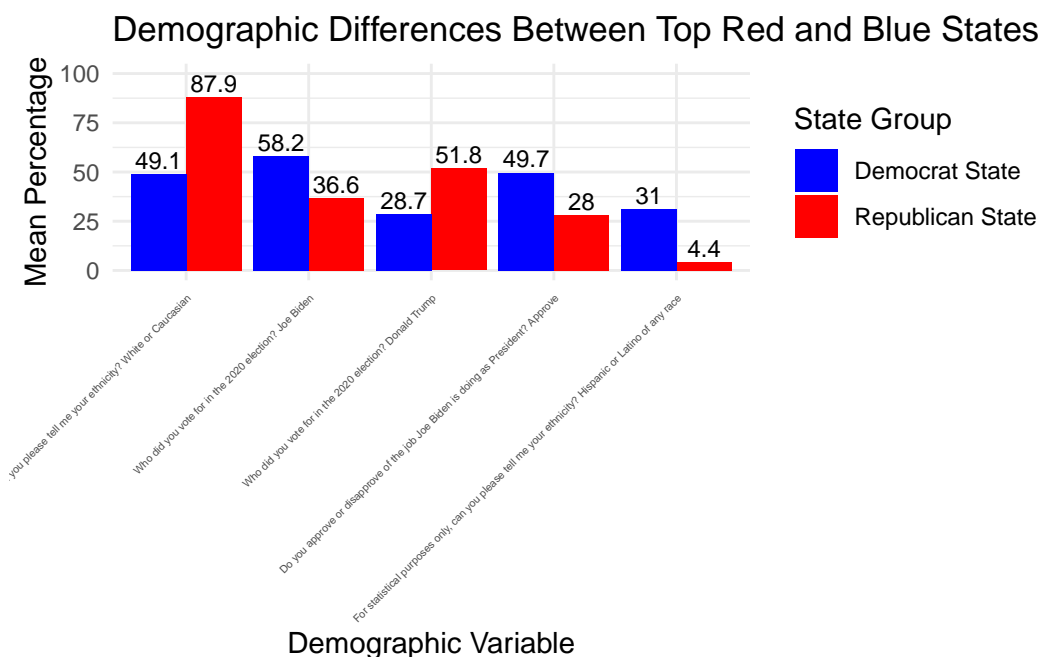 Demographic Differences Between Top Red and Blue States
Mean Percentage
100
75
50
25
0
49.1
87.9
58.2
36.6
28.7
51.8
49.7
28
31
4.4
State Group
Democrat State
Republican State
you please tell me your ethnicity? White or Caucasian
Who did you vote for in the 2020 election? Joe Biden
Who did you vote for in the 2020 election? Donald Trump
Do you approve or disapprove of the job Joe Biden is doing as President? Approve
For statistical purposes only, can you please tell me your ethnicity? Hispanic or Latino of any race
Demographic Variable